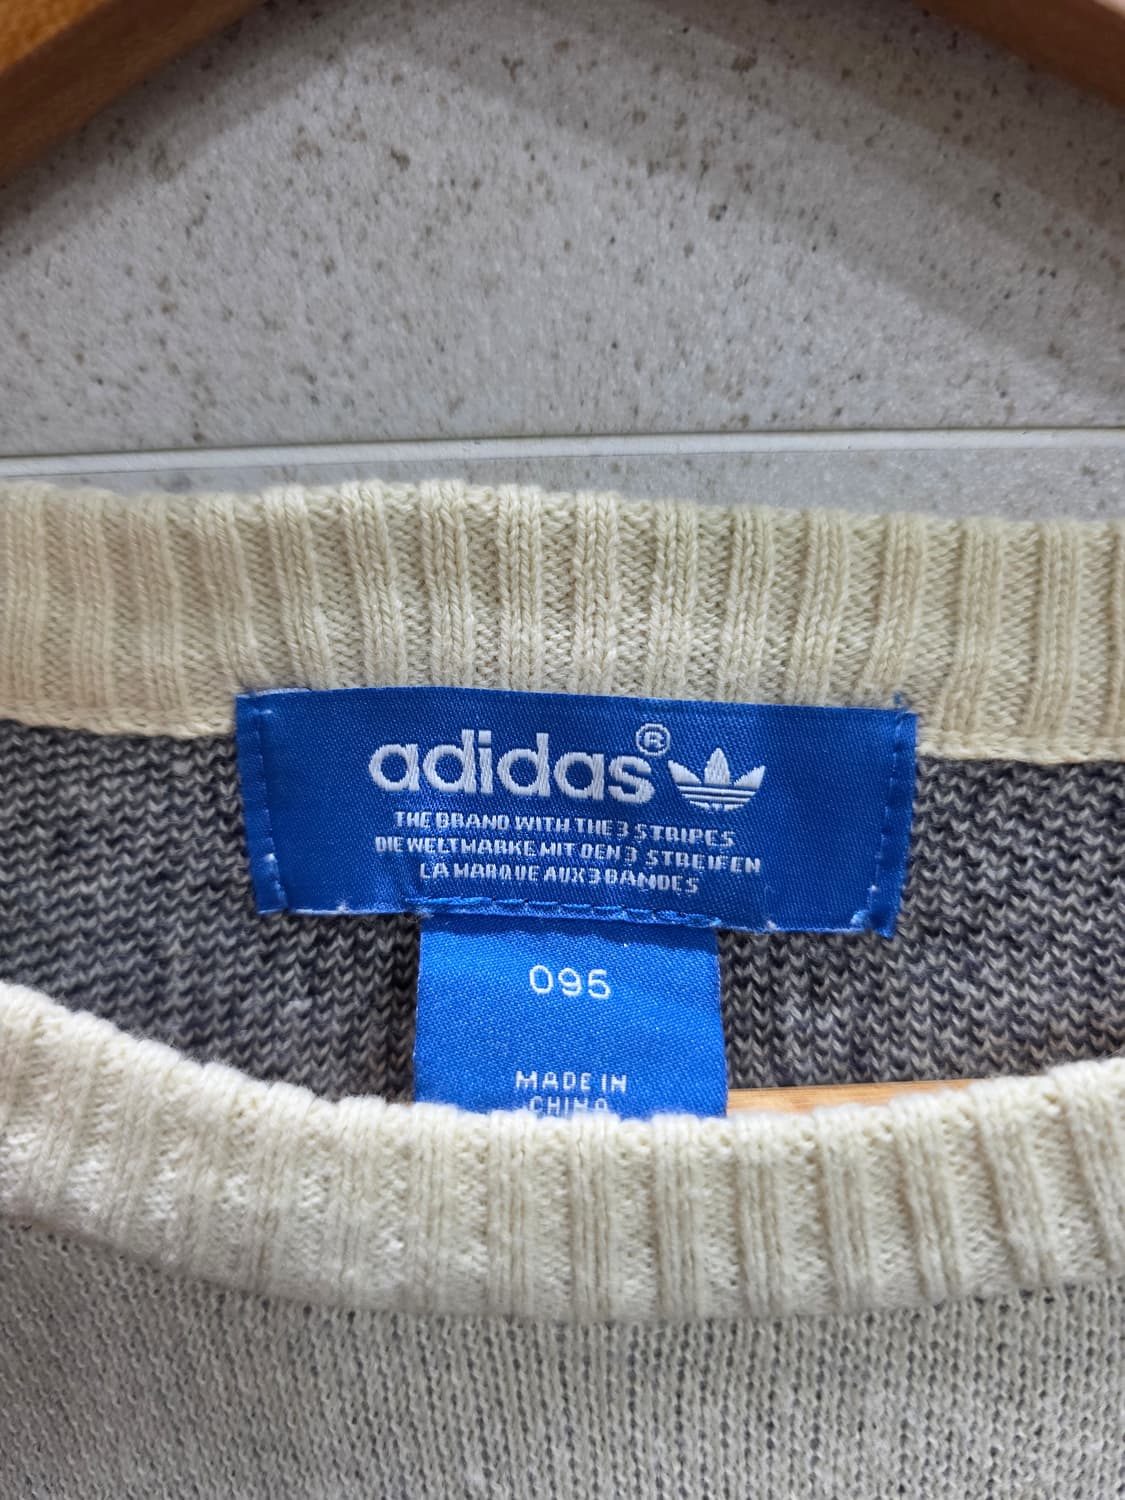 adidas®
THE BRAND WITH THE 3 STRIPES
DIE WELTMARKE MIT DEN 3 STREIFEN
LA MARQUE AUX 3 BANDES
095
MADE IN
CHINA